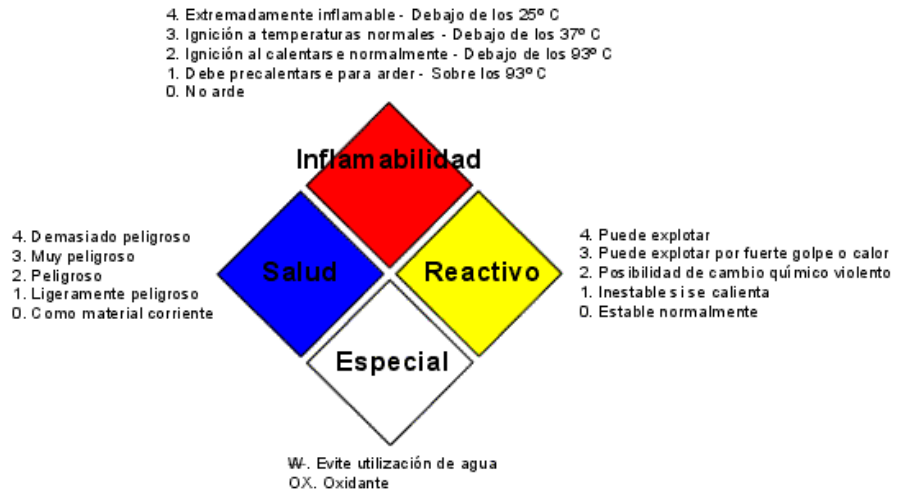 4. Extremadamente inflamable - Debajo de los 25º C
3. Ignición a temperaturas normales - Debajo de los 37º C
2. Ignición al calentarse normalmente - Debajo de los 93º C
1. Debe precalentarse para arder - Sobre los 93º C
0. No arde
Inflamabilidad
4. Demasiado peligroso
3. Muy peligroso
2. Peligroso
1. Ligeramente peligroso
0. Como material corriente
Salud
Reactivo
4. Puede explotar
3. Puede explotar por fuerte golpe o calor
2. Posibilidad de cambio químico violento
1. Inestable si se calienta
0. Estable normalmente
Especial
W-. Evite utilización de agua
OX. Oxidante